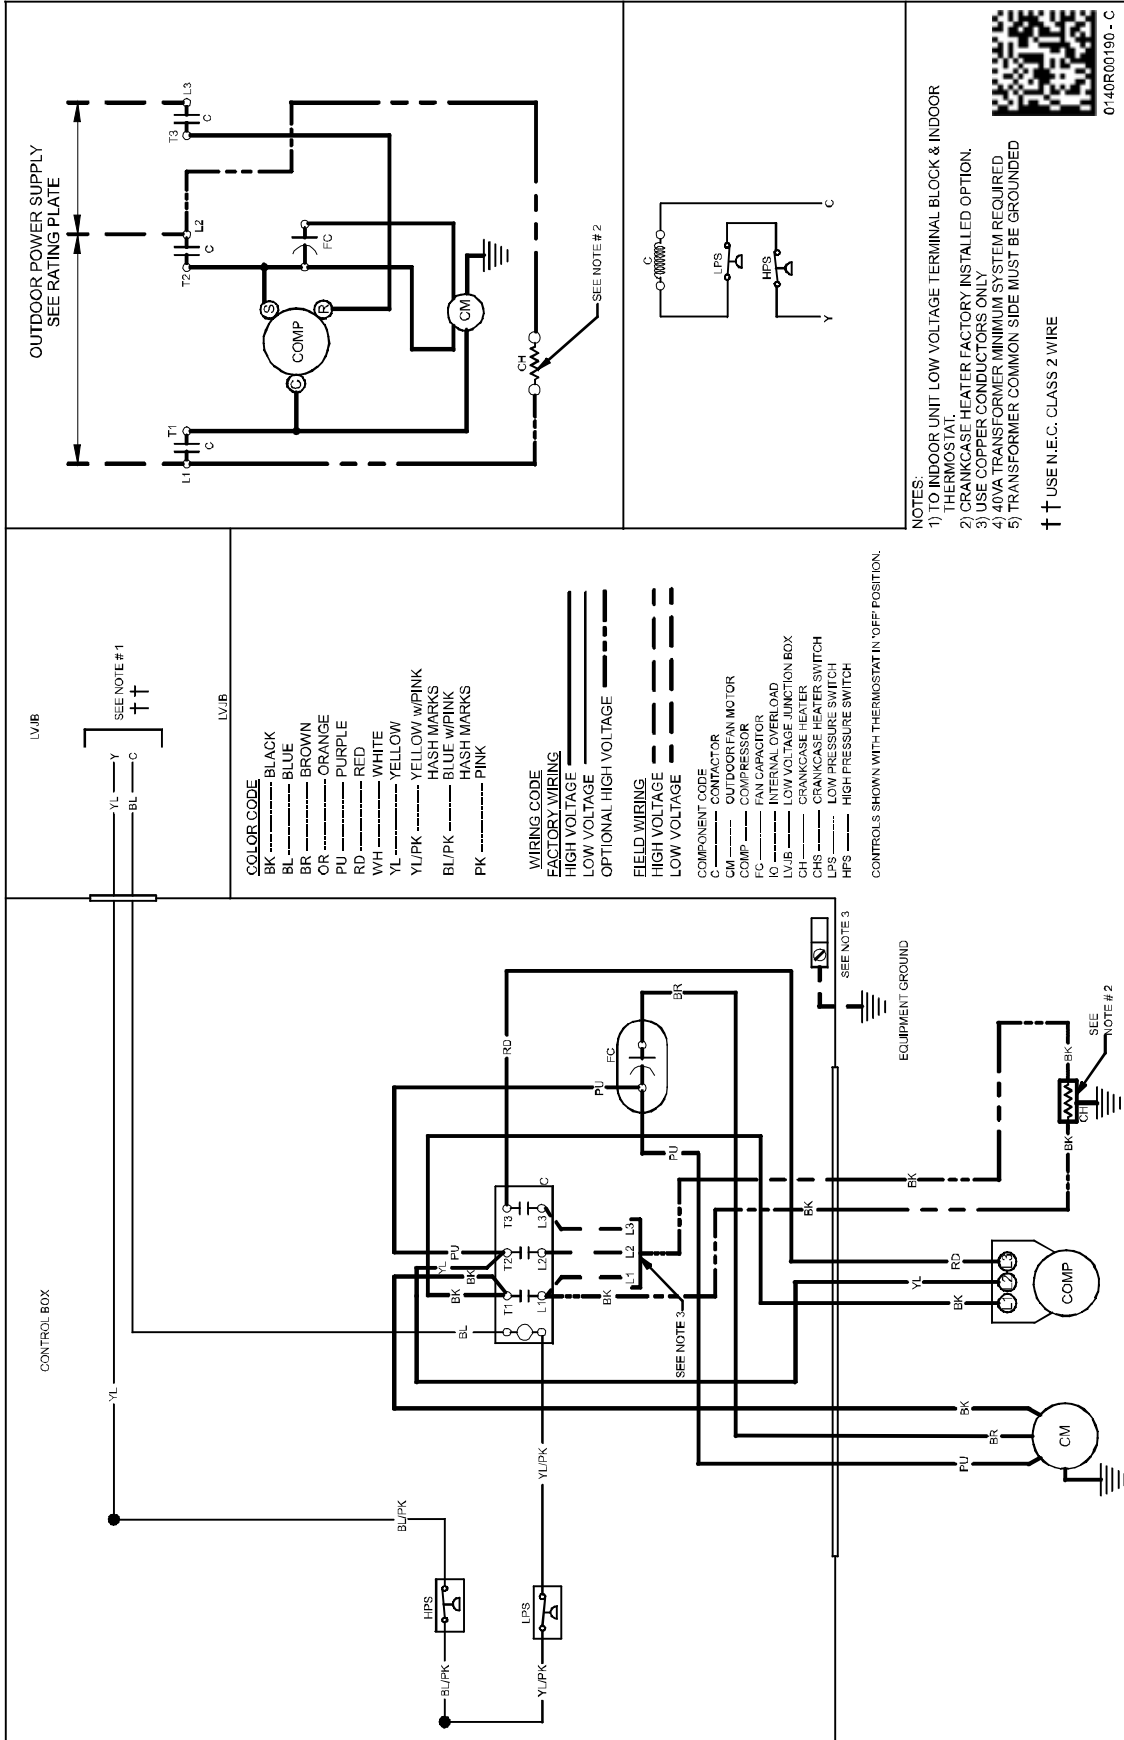 CONTROL BOX
LVJB
SEE NOTE # 1
††
YL
Y
BL
C
LVJB
YL
BL
BL/PK
HPS
BL/PK
LPS
YL/PK
YL/PK
RD
PU
FC
BR
PU
C
T3
L3
T2
L2
T1
L1
PU
YL
BK
BK
BK
L1
L2
L3
SEE NOTE 3
BK
BK
RD
YL
BK
L1
L2
L3
COMP
BK
BR
PU
CM
BK
BK
CH
SEE
NOTE # 2
SEE NOTE 3
EQUIPMENT GROUND
COLOR CODE
BK BLACK
BL BLUE
BR BROWN
OR ORANGE
PU PURPLE
RD RED
WH WHITE
YL YELLOW
YL/PK YELLOW w/PINK
HASH MARKS
BL/PK BLUE w/PINK
HASH MARKS
PK PINK
WIRING CODE
FACTORY WIRING
HIGH VOLTAGE
LOW VOLTAGE
OPTIONAL HIGH VOLTAGE
FIELD WIRING
HIGH VOLTAGE
LOW VOLTAGE
COMPONENT CODE
C CONTACTOR
CM OUTDOOR FAN MOTOR
COMP COMPRESSOR
FC FAN CAPACITOR
IO INTERNAL OVERLOAD
LVJB LOW VOLTAGE JUNCTION BOX
CH CRANKCASE HEATER
CHS CRANKCASE HEATER SWITCH
LPS LOW PRESSURE SWITCH
HPS HIGH PRESSURE SWITCH
CONTROLS SHOWN WITH THERMOSTAT IN 'OFF' POSITION.
OUTDOOR POWER SUPPLY
SEE RATING PLATE
L1
C
T1
T2
C
L2
T3
C
L3
S
R
C
COMP
FC
CM
CH
SEE NOTE # 2
C
LPS
HPS
Y
C
NOTES:
1) TO INDOOR UNIT LOW VOLTAGE TERMINAL BLOCK & INDOOR
THERMOSTAT.
2) CRANKCASE HEATER FACTORY INSTALLED OPTION.
3) USE COPPER CONDUCTORS ONLY
4) 40VA TRANSFORMER MINIMUM SYSTEM REQUIRED
5) TRANSFORMER COMMON SIDE MUST BE GROUNDED
†† USE N.E.C. CLASS 2 WIRE
0140R00190 - C